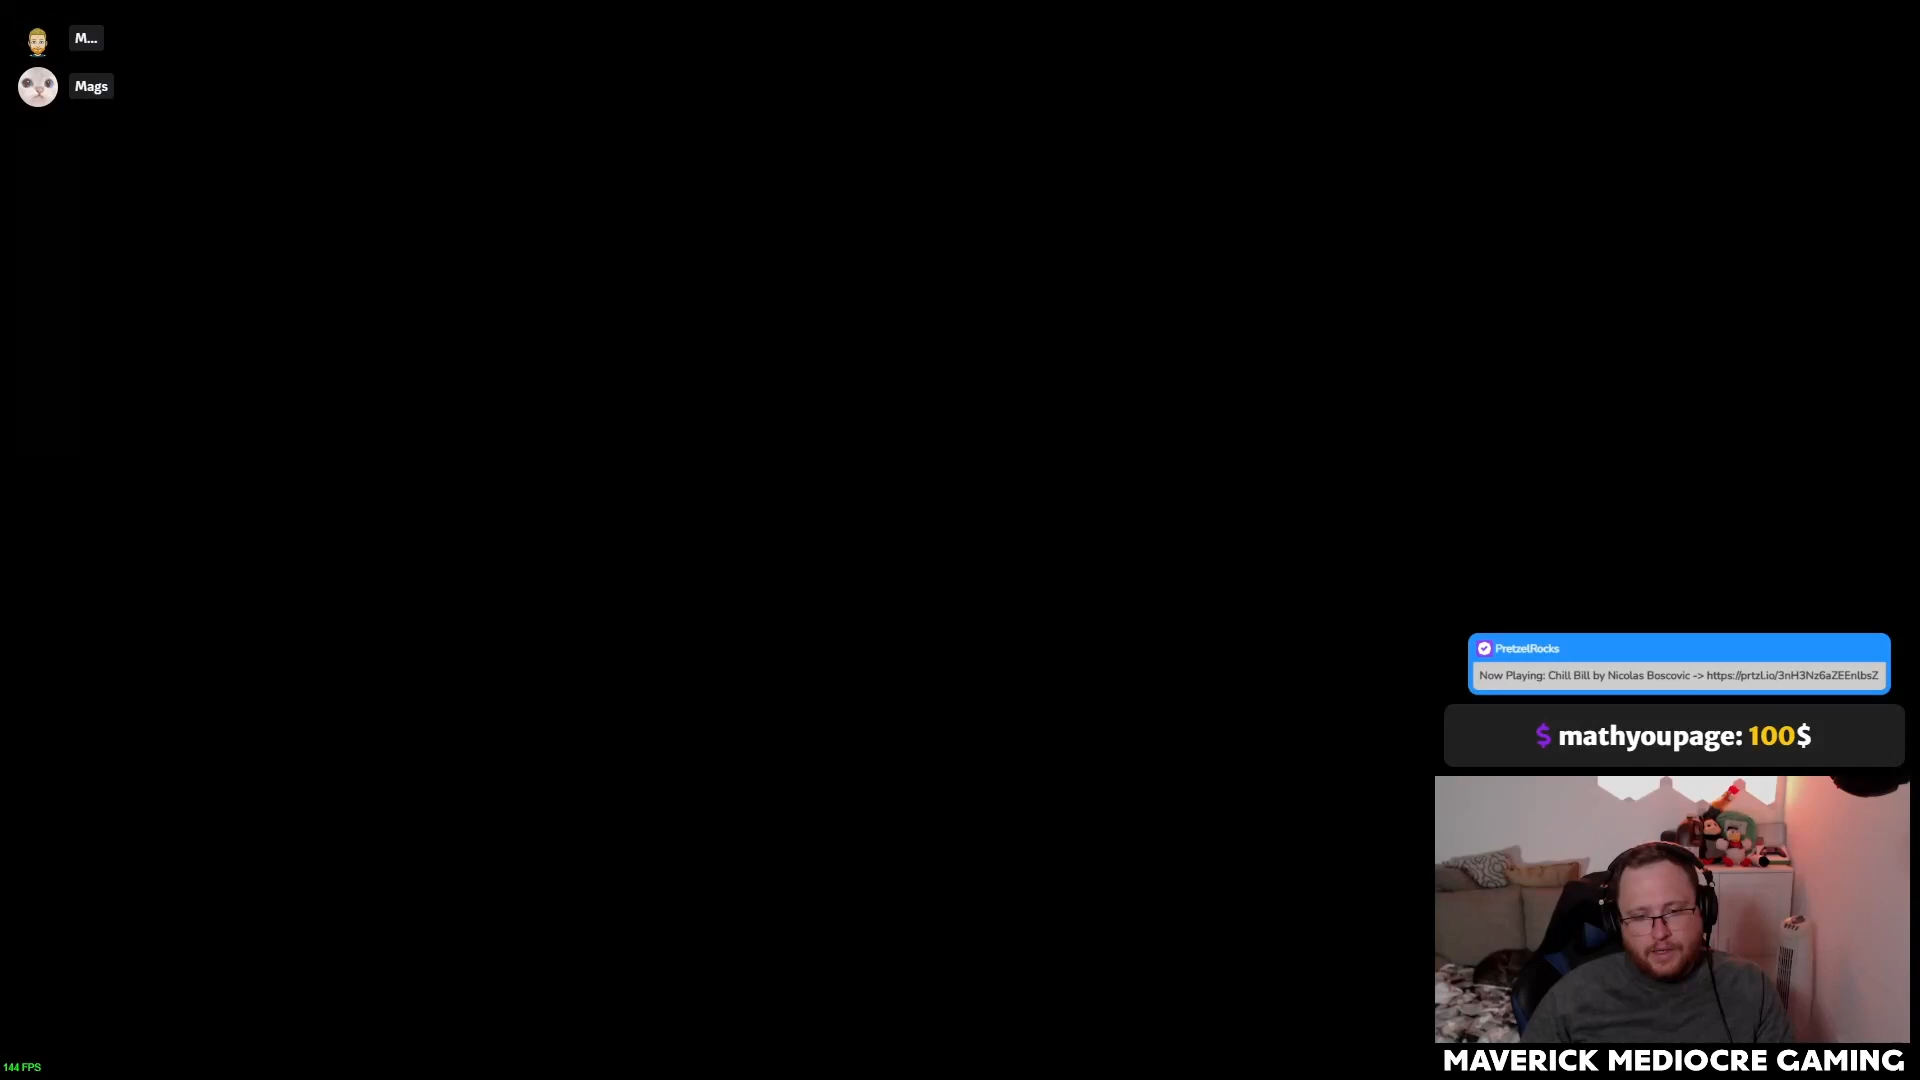 M...
Mags
PretzelRocks
Now Playing: Chill Bill by Nicolas Boscovic -> https://prtzl.io/3nH3Nz6aZEEnlbsZ
$ mathyoupage: 100$
144 FPS
MAVERICK MEDIOCRE GAMING